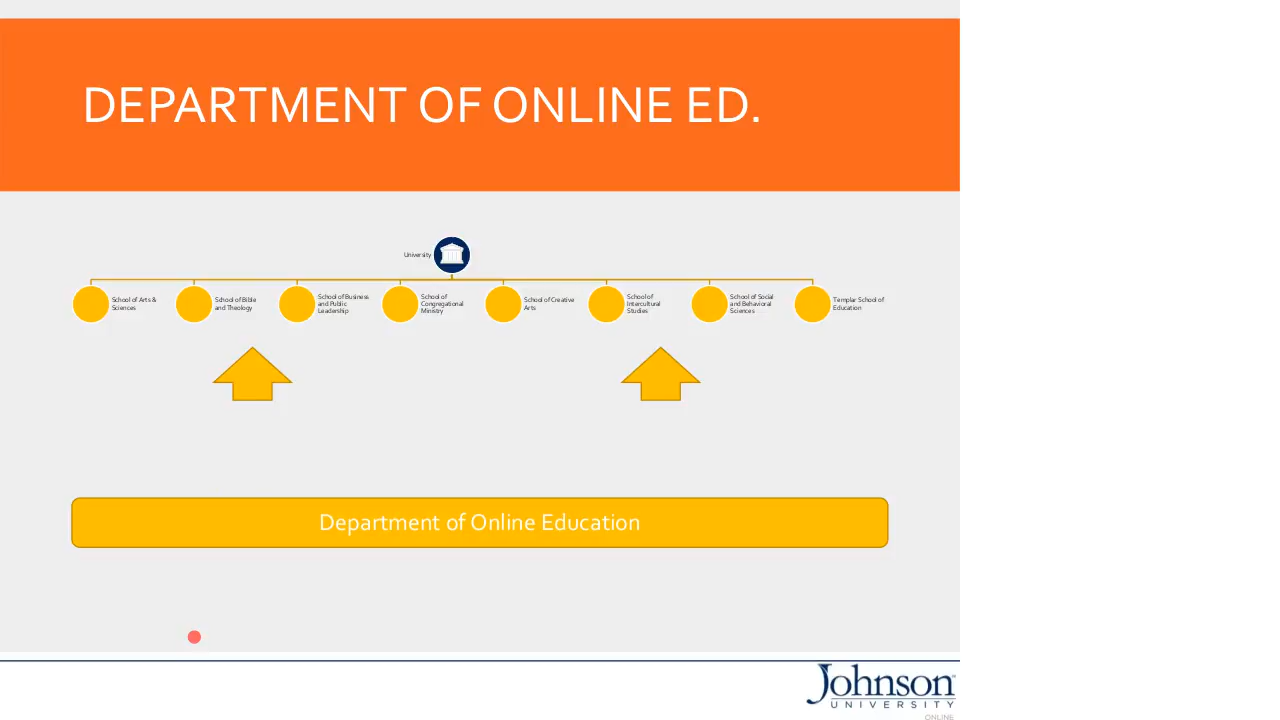 DEPARTMENT OF ONLINE ED.
University
School of Arts &
Sciences
School of Bible
and Theology
School of Business
and Public
Leadership
School of
Congregational
Ministry
School of Creative
Arts
School of
Intercultural
Studies
School of Social
and Behavioral
Sciences
Templar School of
Education
Department of Online Education
Johnson
UNIVERSITY
ONLINE